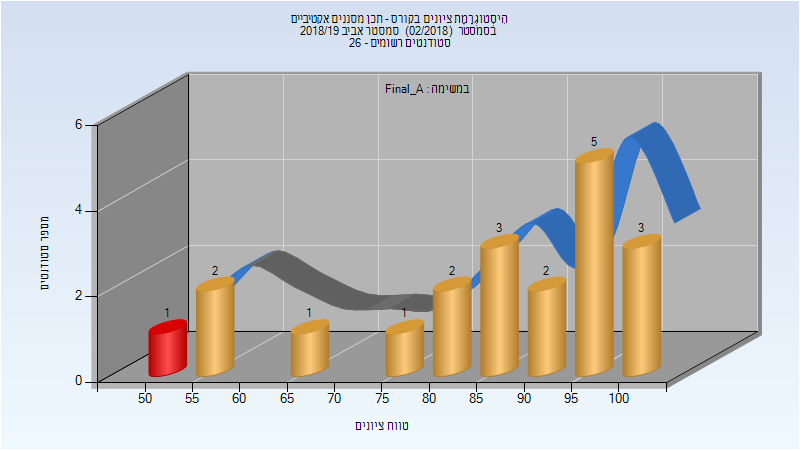 היסטוגרמת ציונים בקורס - תכן מסננים אקטיביים
בסמסטר (02/2018) סמסטר אביב 2018/19
סטודנטים רשומים - 26
במשימה : Final_A
מספר סטודנטים
6
4
2
0
1
2
1
1
2
3
2
5
3
50 55 60 65 70 75 80 85 90 95 100
טווח ציונים